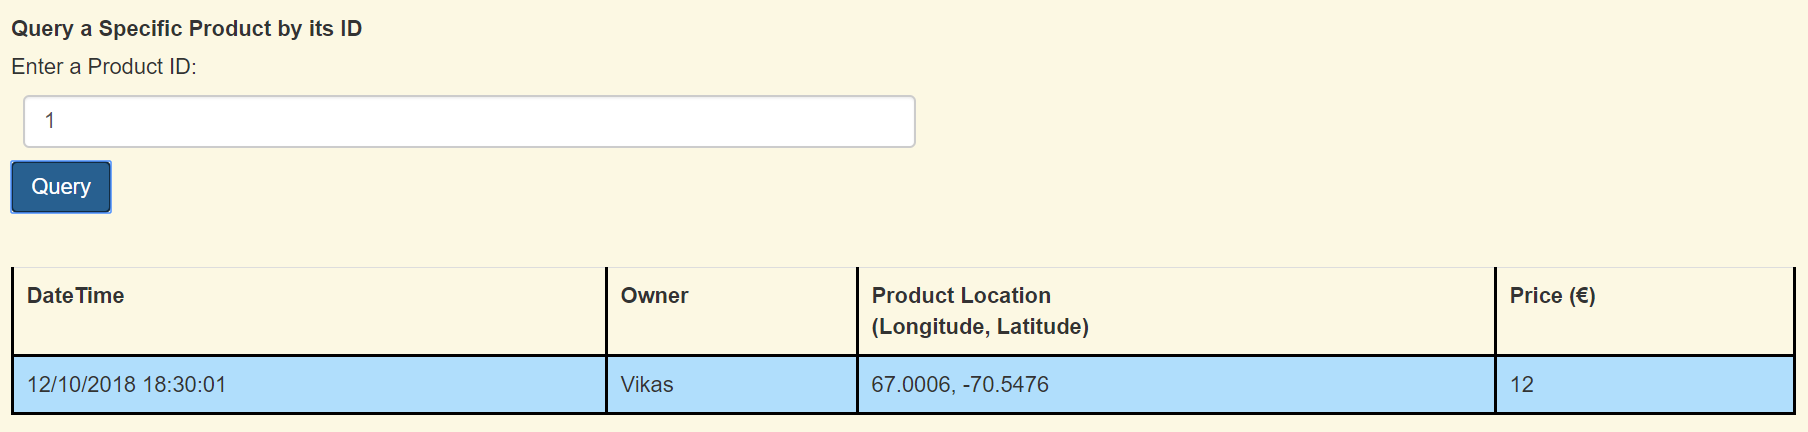 Query a Specific Product by its ID
Enter a Product ID:
1
Query
DateTime Owner Product Location Price (€)
(Longitude, Latitude)
12/10/2018 18:30:01 Vikas 67.0006, -70.5476 12